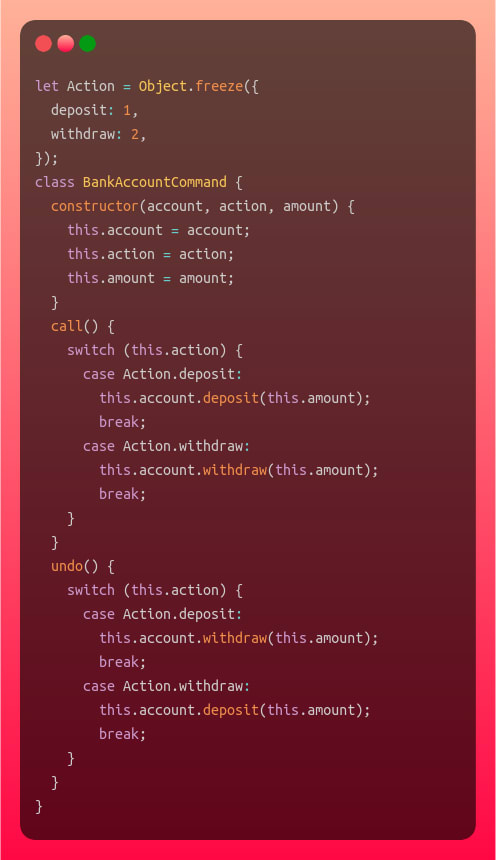 let Action = Object.freeze({
  deposit: 1,
  withdraw: 2,
});
class BankAccountCommand {
  constructor(account, action, amount) {
    this.account = account;
    this.action = action;
    this.amount = amount;
  }
  call() {
    switch (this.action) {
      case Action.deposit:
        this.account.deposit(this.amount);
        break;
      case Action.withdraw:
        this.account.withdraw(this.amount);
        break;
    }
  }
  undo() {
    switch (this.action) {
      case Action.deposit:
        this.account.withdraw(this.amount);
        break;
      case Action.withdraw:
        this.account.deposit(this.amount);
        break;
    }
  }
}